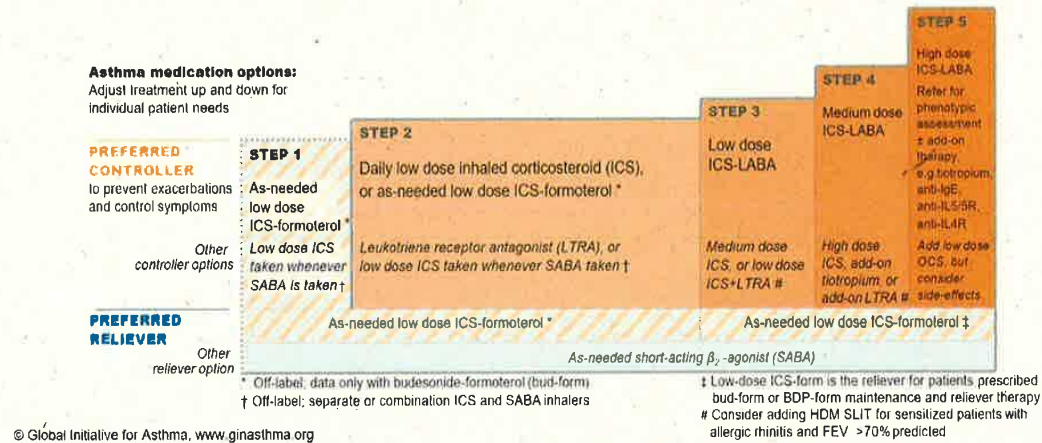 Asthma medication options:
Adjust treatment up and down for
individual patient needs
PREFERRED
CONTROLLER
to prevent exacerbations
and control symptoms
Other
controller options
PREFERRED
RELIEVER
Other
reliever option
STEP 1
As-needed
low dose
ICS-formoterol *
Low dose ICS
taken whenever
SABA is taken †
STEP 2
Daily low dose inhaled corticosteroid (ICS),
or as-needed low dose ICS-formoterol *
Leukotriene receptor antagonist (LTRA), or
low dose ICS taken whenever SABA taken †
STEP 3
Low dose
ICS-LABA
Medium dose
ICS, or low dose
ICS+LTRA #
STEP 4
Medium dose
ICS-LABA
High dose
ICS, add-on
tiotropium, or
add-on LTRA #
STEP 5
High dose
ICS-LABA
Refer for
phenotypic
assessment
± add-on
therapy,
e.g.tiotropium,
anti-IgE,
anti-IL5/5R,
anti-IL4R
Add low dose
OCS, but
consider
side-effects
As-needed low dose ICS-formoterol *
As-needed low dose ICS-formoterol ‡
As-needed short-acting β₂ -agonist (SABA)
* Off-label; data only with budesonide-formoterol (bud-form)
† Off-label; separate or combination ICS and SABA inhalers
‡ Low-dose ICS-form is the reliever for patients prescribed
bud-form or BDP-form maintenance and reliever therapy
# Consider adding HDM SLIT for sensitized patients with
allergic rhinitis and FEV >70% predicted
© Global Initiative for Asthma, www.ginasthma.org